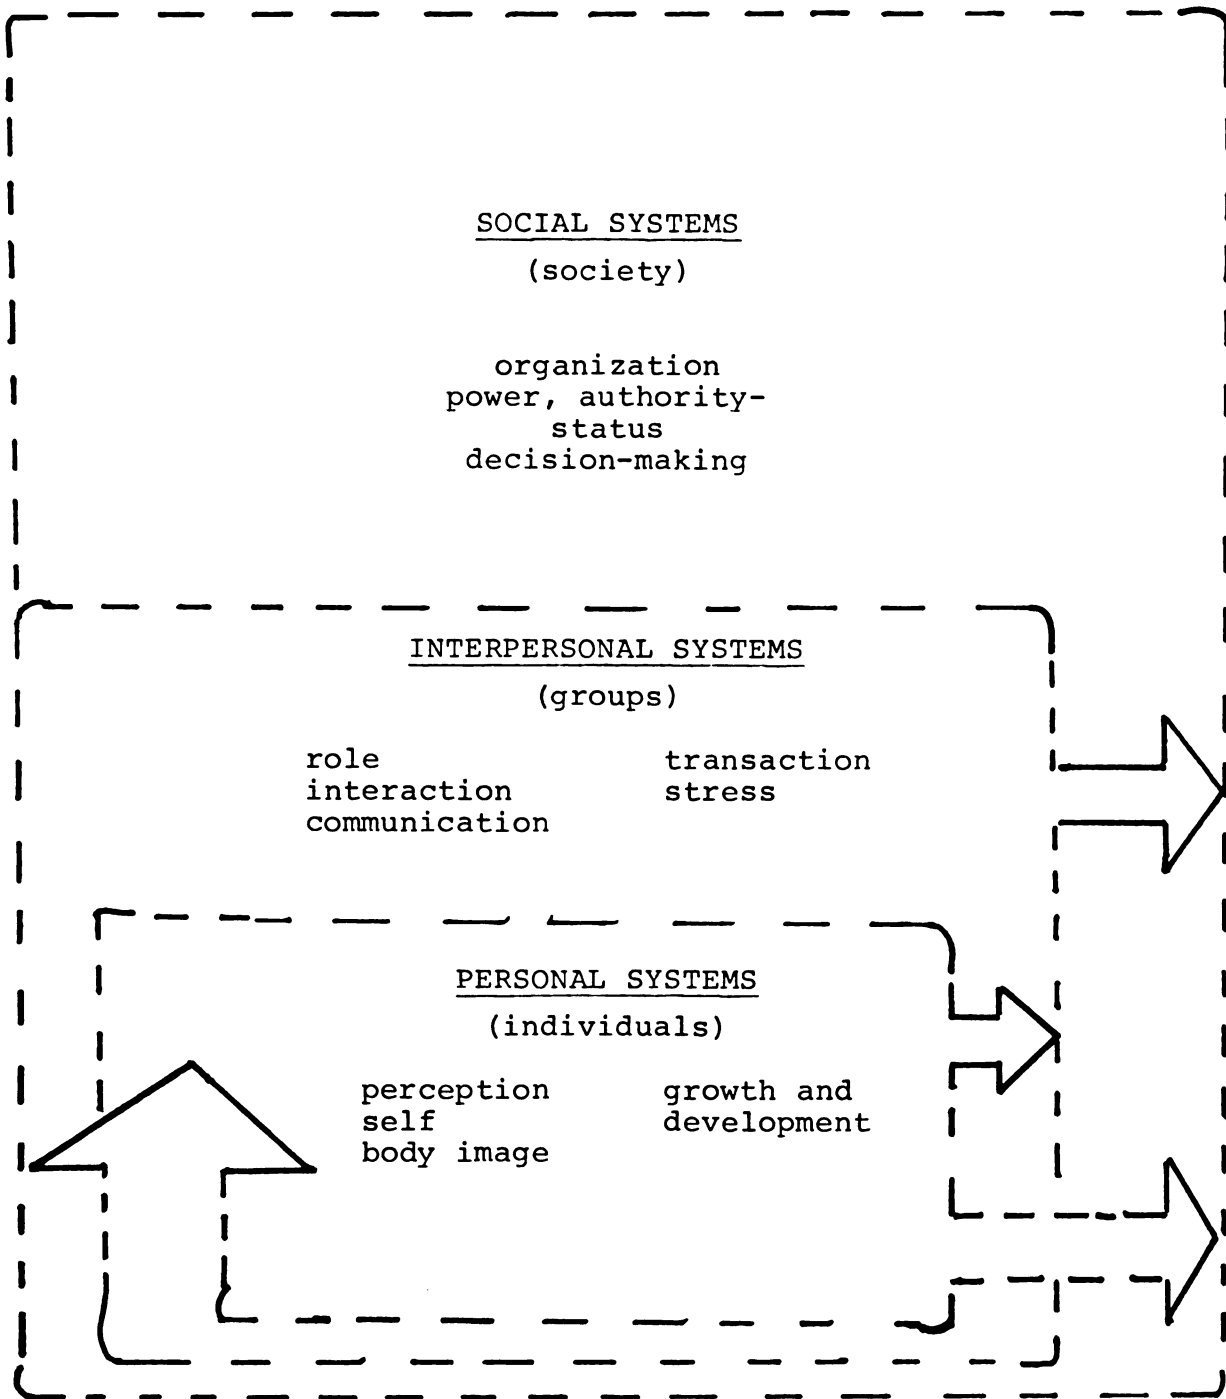 SOCIAL SYSTEMS
(society)
organization
power, authority-
status
decision-making
INTERPERSONAL SYSTEMS
(groups)
role
interaction
communication
transaction
stress
PERSONAL SYSTEMS
(individuals)
perception
self
body image
growth and
development